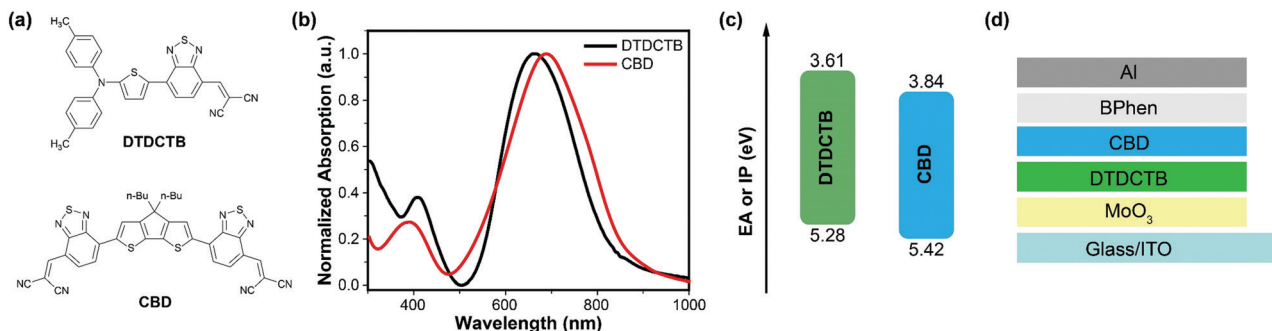 (a)
H₃C
S
N
N
S
N
CN
NC
H₃C
DTDCTB
n-Bu
n-Bu
S
N
N
S
N
N
S
S
NC
CN
NC
CN
CBD
(b)
Normalized Absorption (a.u.)
1.0
0.8
0.6
0.4
0.2
0.0
DTDCTB
CBD
400
600
800
1000
Wavelength (nm)
(c)
EA or IP (eV)
3.61
DTDCTB
5.28
3.84
CBD
5.42
(d)
Al
BPhen
CBD
DTDCTB
MoO₃
Glass/ITO